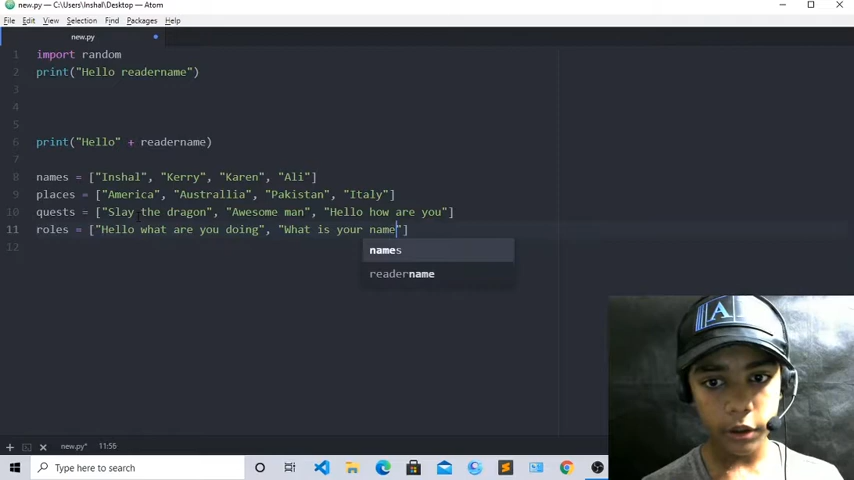 new.py — C:\Users\Inshal\Desktop — Atom
File Edit View Selection Find Packages Help
new.py
1 import random
2 print("Hello readername")
3
4
5
6 print("Hello" + readername)
7
8 names = ["Inshal", "Kerry", "Karen", "Ali"]
9 places = ["America", "Australlia", "Pakistan", "Italy"]
10 quests = ["Slay the dragon", "Awesome man", "Hello how are you"]
11 roles = ["Hello what are you doing", "What is your name"]
12
names
readername
A
new.py* 11:56
Type here to search